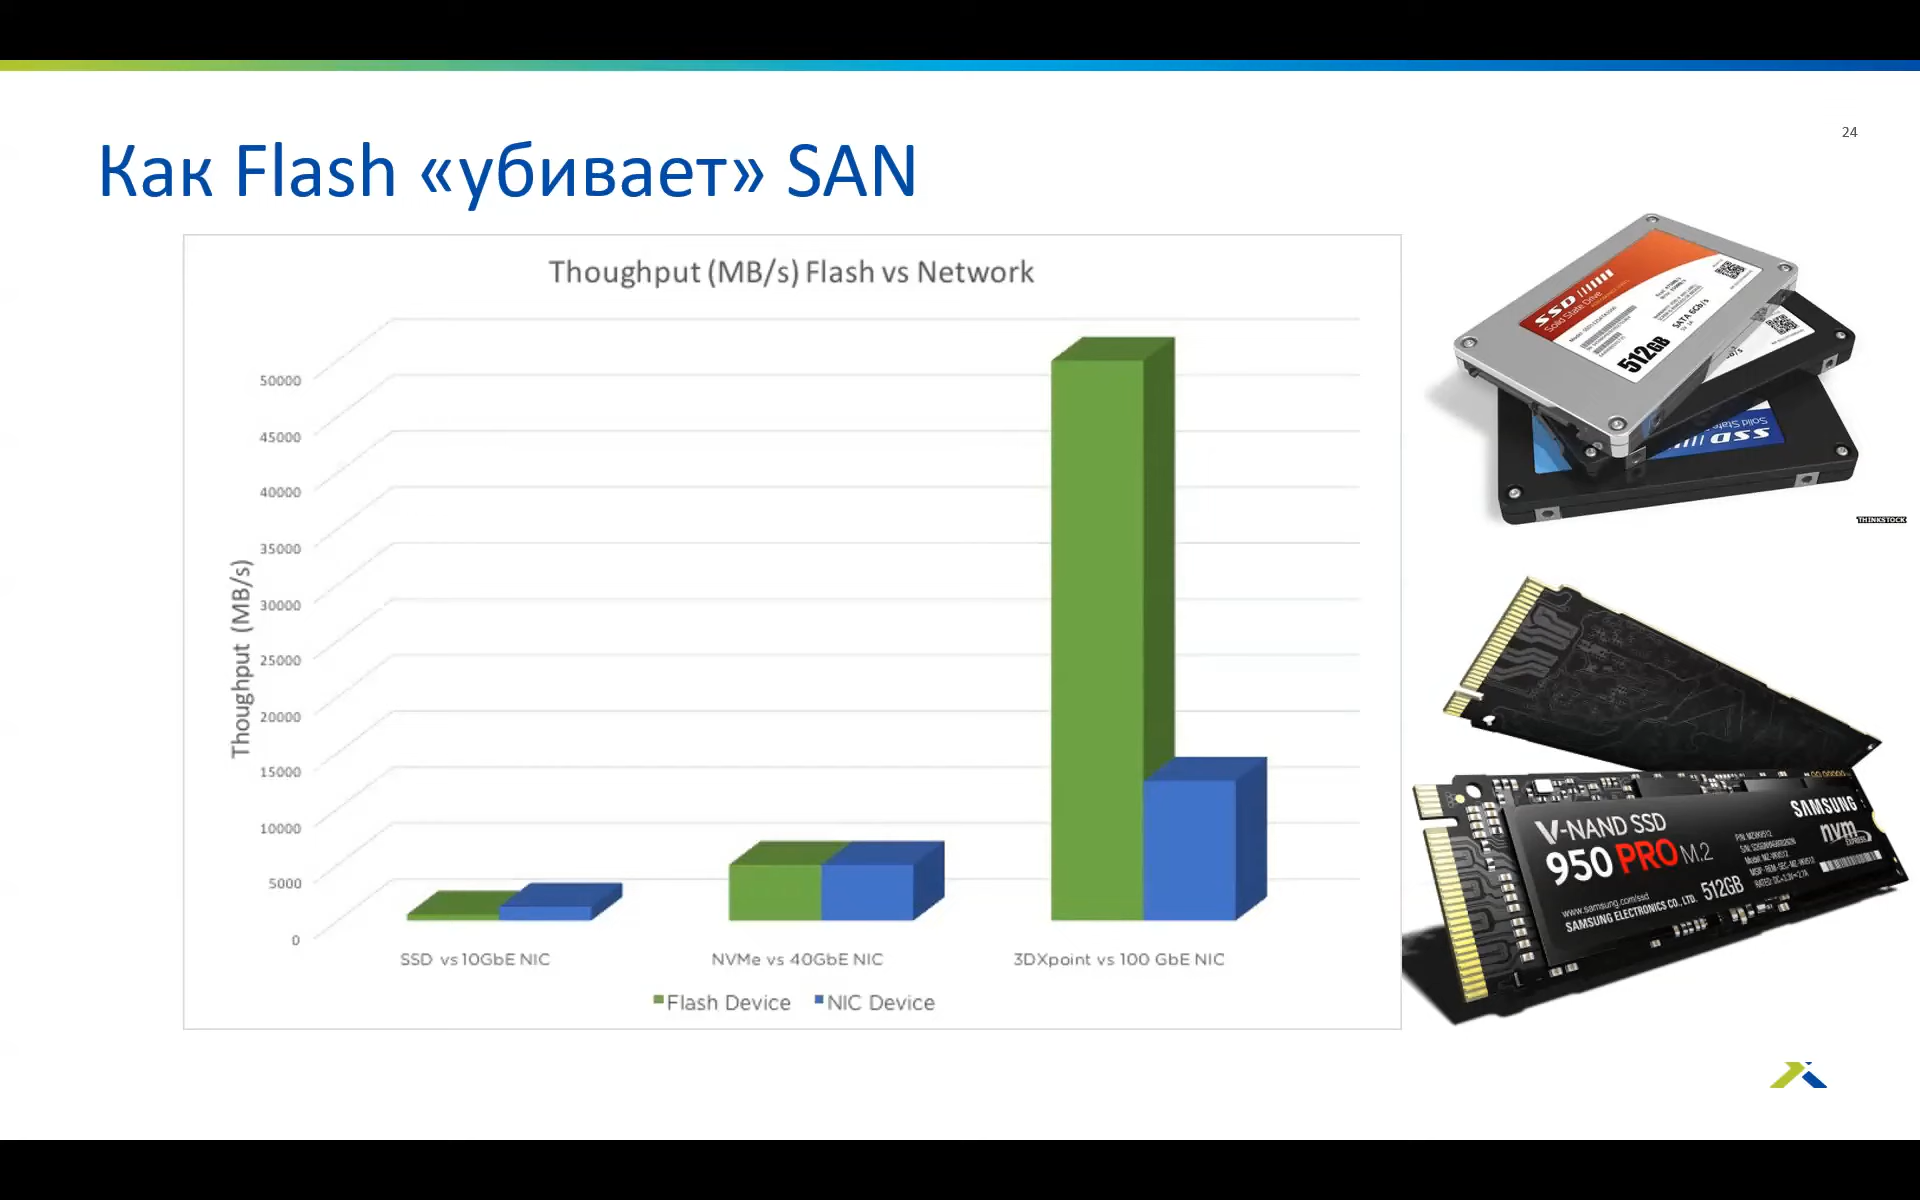 24
Как Flash «убивает» SAN
Thoughput (MB/s) Flash vs Network
Thoughput (MB/s)
50000
45000
40000
35000
30000
25000
20000
15000
10000
5000
0
SSD vs 10GbE NIC
NVMe vs 40GbE NIC
3DXpoint vs 100 GbE NIC
Flash Device
NIC Device
SSD
Solid State Drive
SATA 6Gb/s
512GB
SSD
THINKSTOCK
SAMSUNG
V-NAND SSD
nvm
EXPRESS
950 PRO M.2
512GB
www.samsung.com/ssd
SAMSUNG ELECTRONICS CO., LTD.